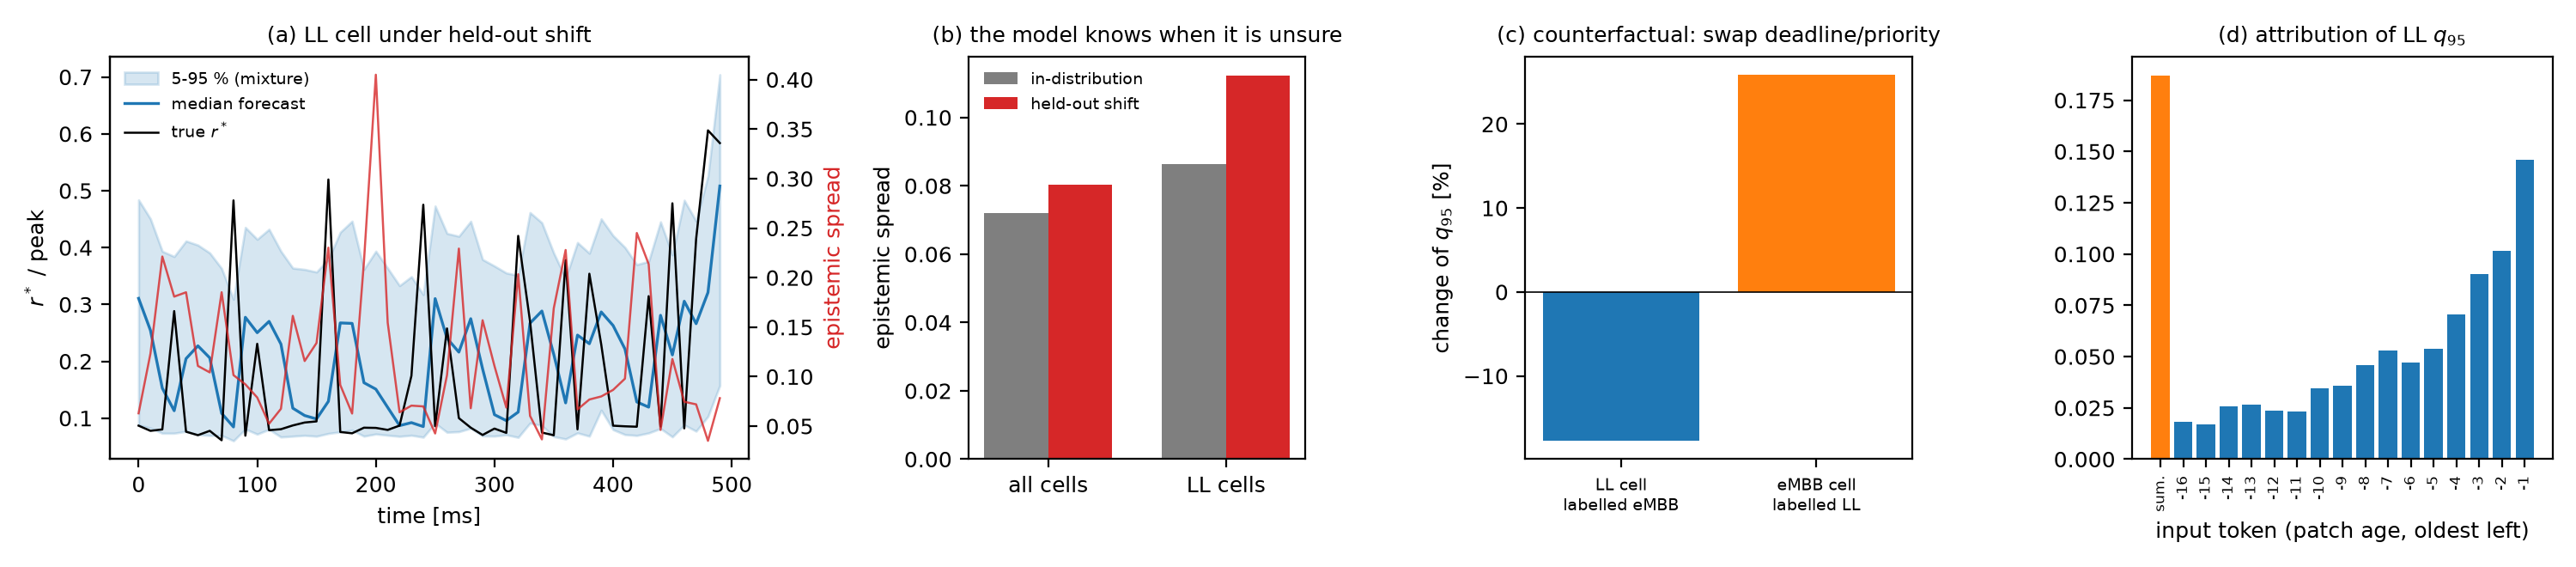 (a) LL cell under held-out shift
5-95 % (mixture)
median forecast
true r*
0.7
0.6
0.5
0.4
0.3
0.2
0.1
r* / peak
0
100
200
300
400
500
time [ms]
0.40
0.35
0.30
0.25
0.20
0.15
0.10
0.05
epistemic spread
(b) the model knows when it is unsure
in-distribution
held-out shift
0.10
0.08
0.06
0.04
0.02
0.00
epistemic spread
all cells
LL cells
(c) counterfactual: swap deadline/priority
20
10
0
−10
change of q95 [%]
LL cell
labelled eMBB
eMBB cell
labelled LL
(d) attribution of LL q95
0.175
0.150
0.125
0.100
0.075
0.050
0.025
0.000
sum.
-16
-15
-14
-13
-12
-11
-10
-9
-8
-7
-6
-5
-4
-3
-2
-1
input token (patch age, oldest left)